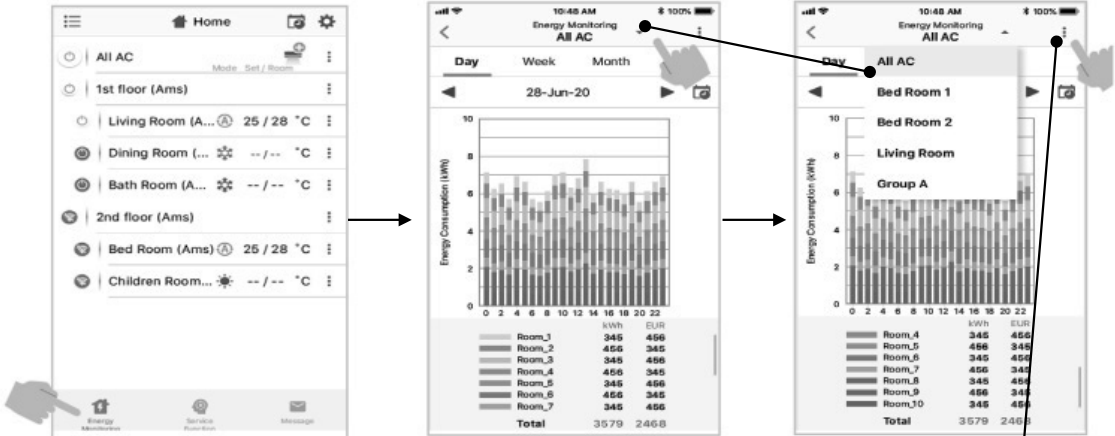 Home
All AC
Mode Set / Room
1st floor (Ams)
Living Room (A... A 25 / 28 °C
Dining Room (... -- / -- °C
Bath Room (A... -- / -- °C
2nd floor (Ams)
Bed Room (Ams) A 25 / 28 °C
Children Room... -- / -- °C
Energy Monitoring
Service Function
Message
10:48 AM 100%
Energy Monitoring
All AC
Day Week Month
28-Jun-20
Energy Consumption (kWh)
10
8
6
4
2
0
0 2 4 6 8 10 12 14 16 18 20 22
kWh EUR
Room_1 345 456
Room_2 456 345
Room_3 345 456
Room_4 456 345
Room_5 345 456
Room_6 456 345
Room_7 345 456
Total 3579 2468
10:48 AM 100%
Energy Monitoring
All AC
Day
All AC
Bed Room 1
Bed Room 2
Living Room
Group A
Energy Consumption (kWh)
10
8
6
4
2
0
0 2 4 6 8 10 12 14 16 18 20 22
kWh EUR
Room_4 345 456
Room_5 456 345
Room_6 345 456
Room_7 456 345
Room_8 345 456
Room_9 456 345
Room_10 345 456
Total 3579 2468